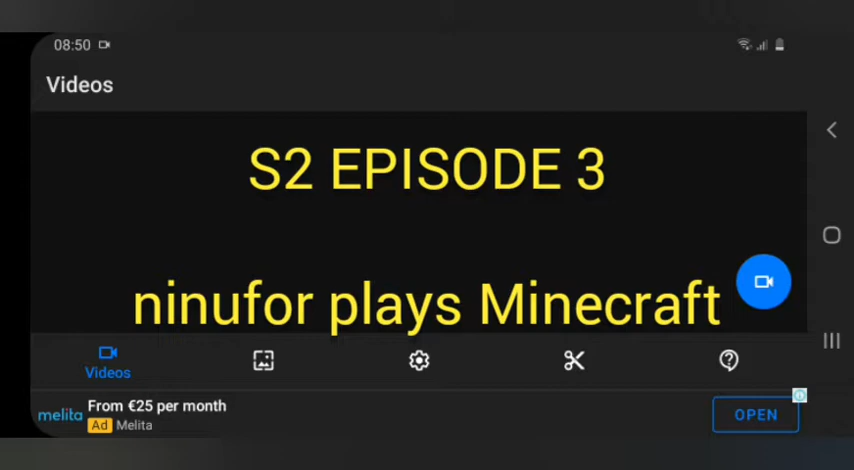 08:50
Videos
S2 EPISODE 3
ninufor plays Minecraft
Videos
melita
From €25 per month
Ad Melita
OPEN